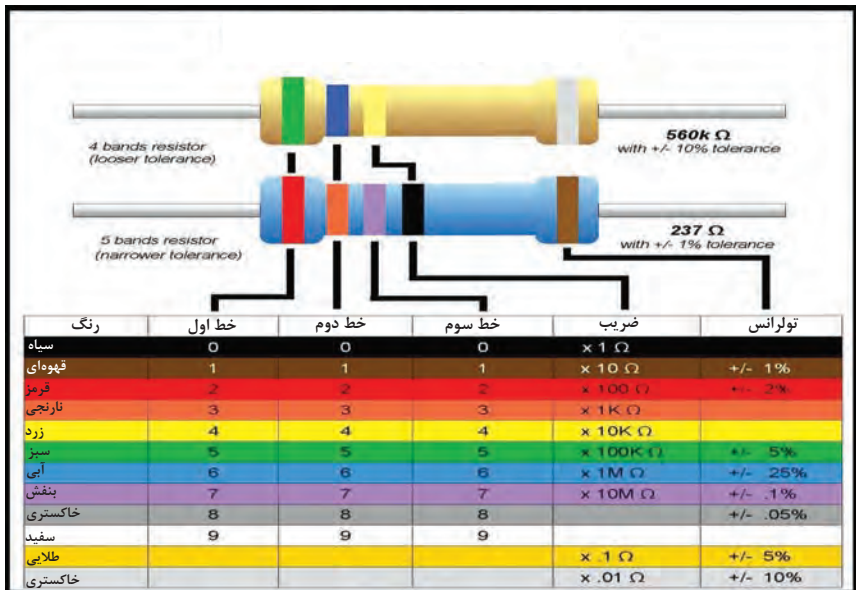 4 bands resistor
(looser tolerance)
560k Ω
with +/- 10% tolerance
5 bands resistor
(narrower tolerance)
237 Ω
with +/- 1% tolerance
رنگ خط اول خط دوم خط سوم ضریب تولرانس
سیاه 0 0 0 x 1 Ω
قهوه‌ای 1 1 1 x 10 Ω +/- 1%
قرمز 2 2 2 x 100 Ω +/- 2%
نارنجی 3 3 3 x 1K Ω
زرد 4 4 4 x 10K Ω
سبز 5 5 5 x 100K Ω +/- 5%
آبی 6 6 6 x 1M Ω +/- 25%
بنفش 7 7 7 x 10M Ω +/- .1%
خاکستری 8 8 8 +/- .05%
سفید 9 9 9
طلایی x .1 Ω +/- 5%
خاکستری x .01 Ω +/- 10%